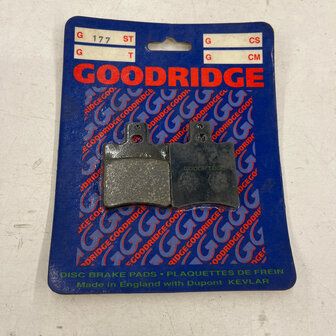 G 177 ST
G CS
G T
G CM
GOODRIDGE
GOODRIDGE
DISC BRAKE PADS - PLAQUETTES DE FREIN
Made in England with Dupont KEVLAR